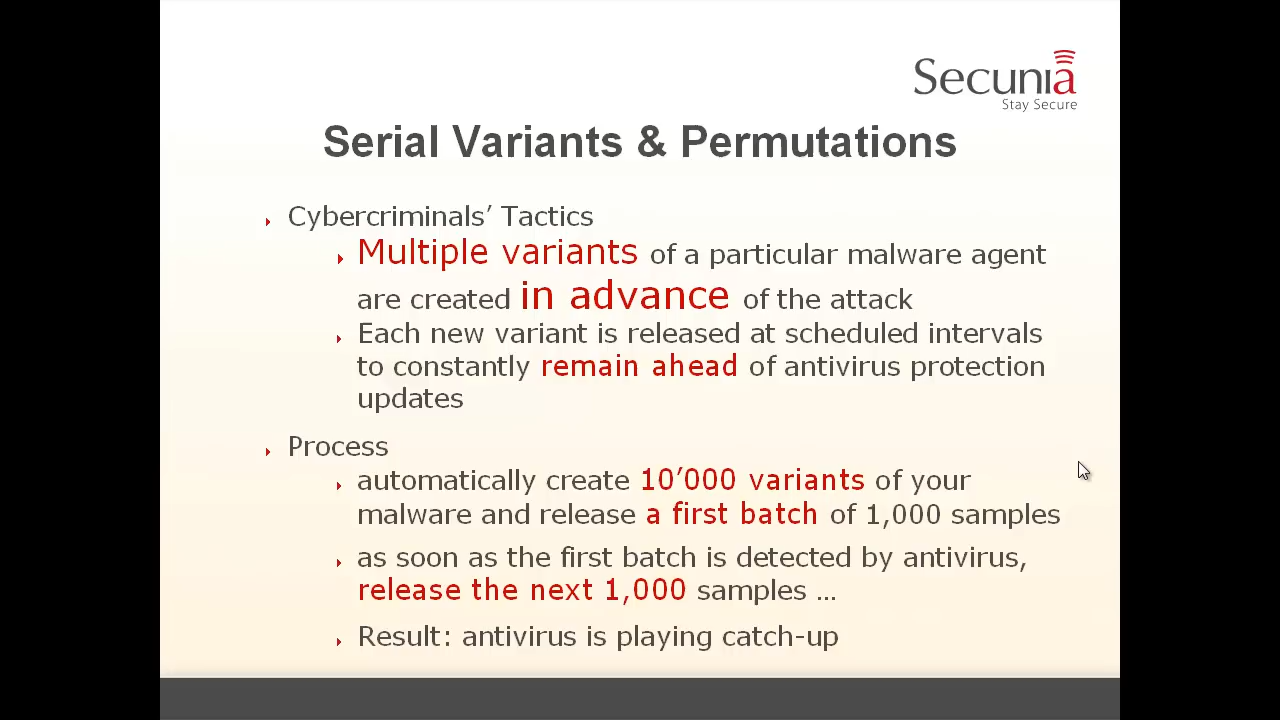 Secunia
Stay Secure
Serial Variants & Permutations
Cybercriminals’ Tactics
Multiple variants of a particular malware agent
are created in advance of the attack
Each new variant is released at scheduled intervals
to constantly remain ahead of antivirus protection
updates
Process
automatically create 10’000 variants of your
malware and release a first batch of 1,000 samples
as soon as the first batch is detected by antivirus,
release the next 1,000 samples …
Result: antivirus is playing catch-up